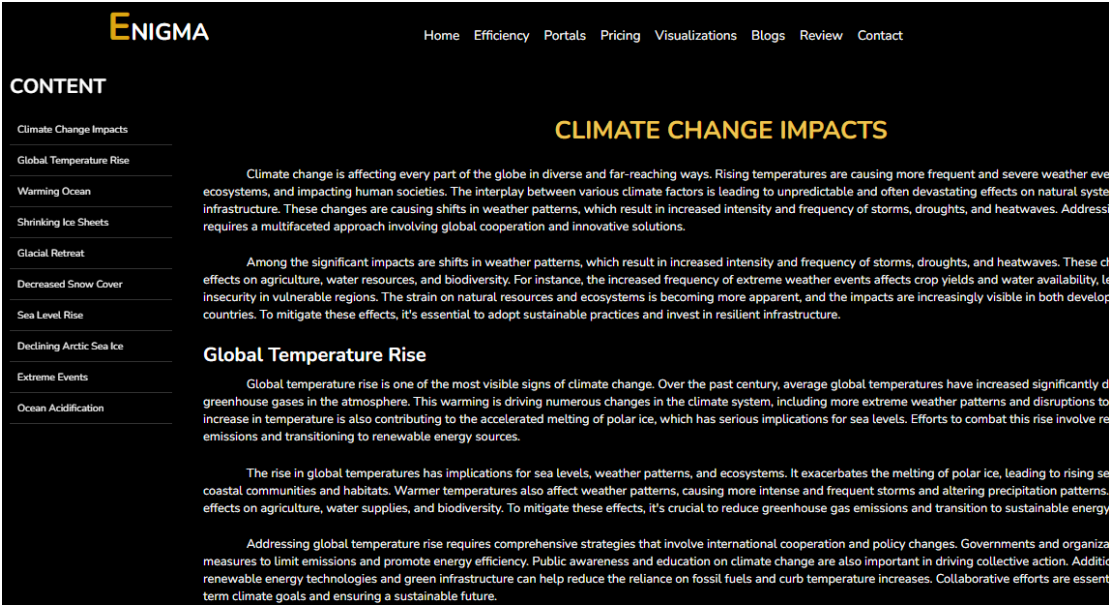 ENIGMA
Home Efficiency Portals Pricing Visualizations Blogs Review Contact
CONTENT
Climate Change Impacts
Global Temperature Rise
Warming Ocean
Shrinking Ice Sheets
Glacial Retreat
Decreased Snow Cover
Sea Level Rise
Declining Arctic Sea Ice
Extreme Events
Ocean Acidification
CLIMATE CHANGE IMPACTS
Climate change is affecting every part of the globe in diverse and far-reaching ways. Rising temperatures are causing more frequent and severe weather eve
ecosystems, and impacting human societies. The interplay between various climate factors is leading to unpredictable and often devastating effects on natural syste
infrastructure. These changes are causing shifts in weather patterns, which result in increased intensity and frequency of storms, droughts, and heatwaves. Addressi
requires a multifaceted approach involving global cooperation and innovative solutions.
Among the significant impacts are shifts in weather patterns, which result in increased intensity and frequency of storms, droughts, and heatwaves. These c
effects on agriculture, water resources, and biodiversity. For instance, the increased frequency of extreme weather events affects crop yields and water availability, le
insecurity in vulnerable regions. The strain on natural resources and ecosystems is becoming more apparent, and the impacts are increasingly visible in both develop
countries. To mitigate these effects, it's essential to adopt sustainable practices and invest in resilient infrastructure.
Global Temperature Rise
Global temperature rise is one of the most visible signs of climate change. Over the past century, average global temperatures have increased significantly d
greenhouse gases in the atmosphere. This warming is driving numerous changes in the climate system, including more extreme weather patterns and disruptions to
increase in temperature is also contributing to the accelerated melting of polar ice, which has serious implications for sea levels. Efforts to combat this rise involve re
emissions and transitioning to renewable energy sources.
The rise in global temperatures has implications for sea levels, weather patterns, and ecosystems. It exacerbates the melting of polar ice, leading to rising se
coastal communities and habitats. Warmer temperatures also affect weather patterns, causing more intense and frequent storms and altering precipitation patterns.
effects on agriculture, water supplies, and biodiversity. To mitigate these effects, it's crucial to reduce greenhouse gas emissions and transition to sustainable energy
Addressing global temperature rise requires comprehensive strategies that involve international cooperation and policy changes. Governments and organiza
measures to limit emissions and promote energy efficiency. Public awareness and education on climate change are also important in driving collective action. Additio
renewable energy technologies and green infrastructure can help reduce the reliance on fossil fuels and curb temperature increases. Collaborative efforts are essent
term climate goals and ensuring a sustainable future.